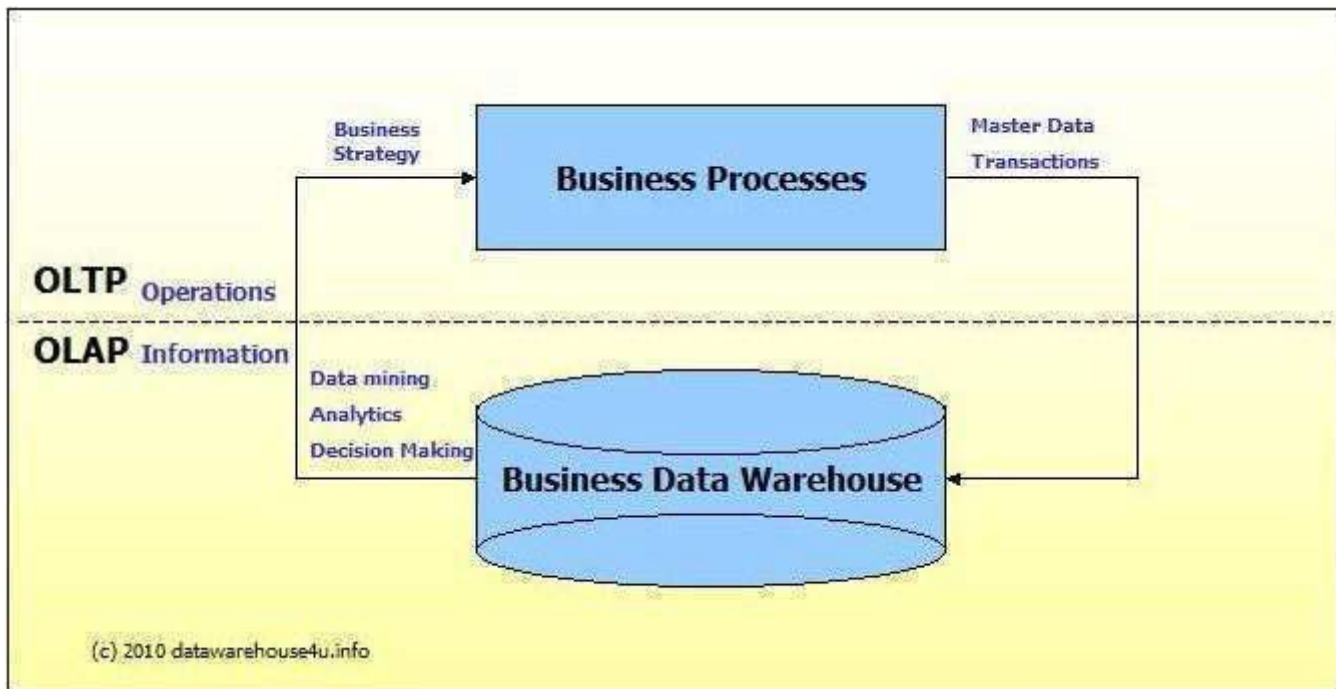 Business
Strategy
Business Processes
Master Data
Transactions
OLTP Operations
OLAP Information
Data mining
Analytics
Decision Making
Business Data Warehouse
(c) 2010 datawarehouse4u.info